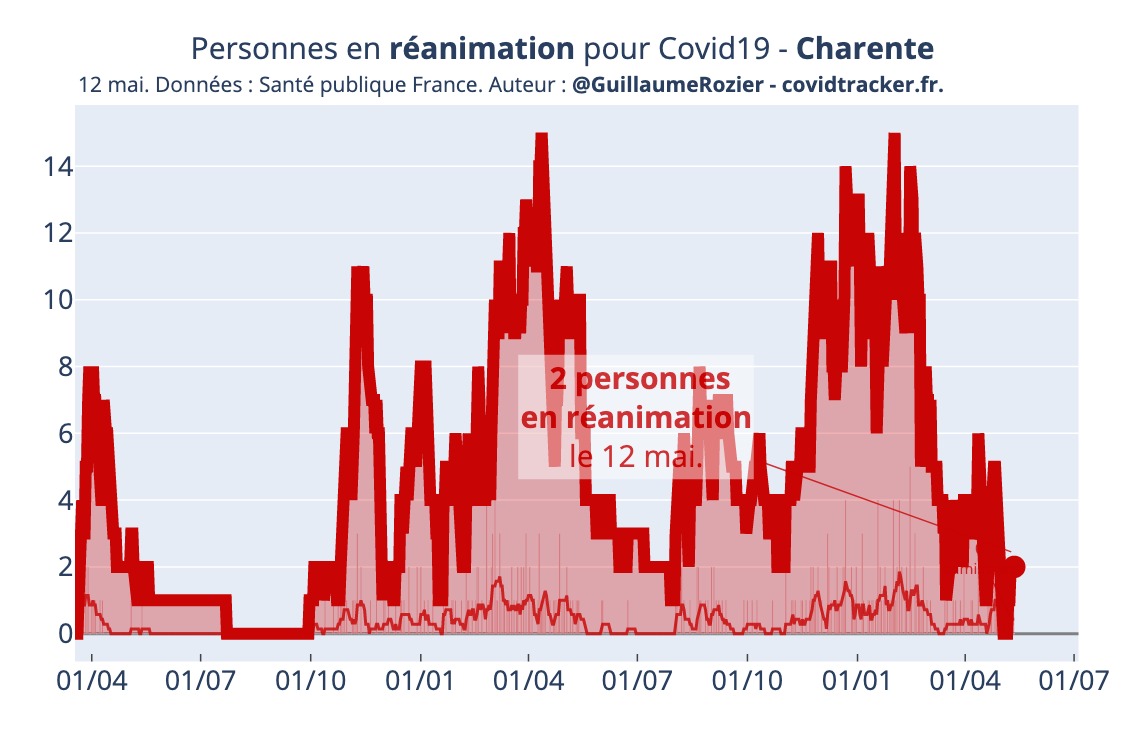 Personnes en réanimation pour Covid19 - Charente
12 mai. Données : Santé publique France. Auteur : @GuillaumeRozier - covidtracker.fr.
14
12
10
8
6
4
2
0
2 personnes
en réanimation
le 12 mai.
01/04 01/07 01/10 01/01 01/04 01/07 01/10 01/01 01/04 01/07